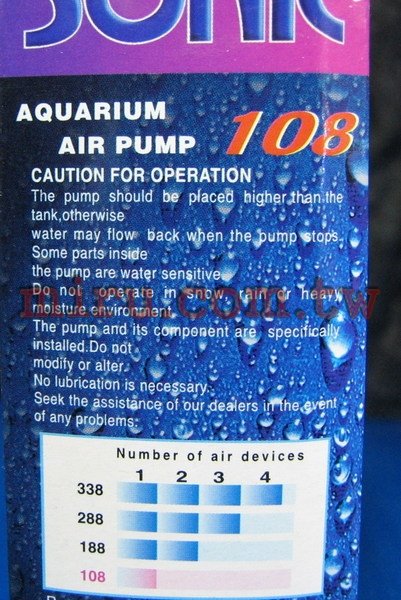 SONIC
AQUARIUM
AIR PUMP 108
CAUTION FOR OPERATION
The pump should be placed higher than the
tank,otherwise
water may flow back when the pump stops.
Some parts inside
the pump are water sensitive.
Do not operate in snow rain or heavy
moisture environment.
The pump and its component are specifically
installed.Do not
modify or alter.
No lubrication is necessary.
Seek the assistance of our dealers in the event
of any problems.
Number of air devices
1 2 3 4
338
288
188
108
mlru.com.tw